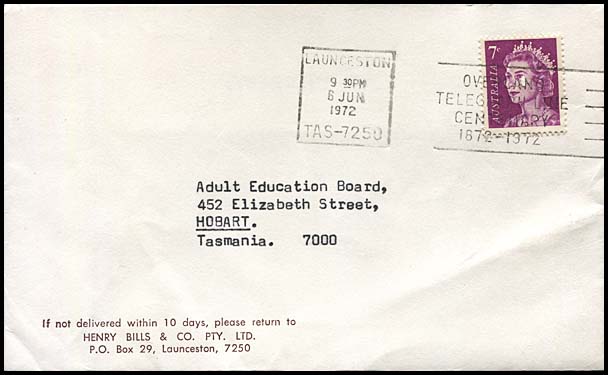 LAUNCESTON
9 30PM
6 JUN
1972
TAS-7250
7c
AUSTRALIA
CENTENARY
1872-1972
Adult Education Board,
452 Elizabeth Street,
HOBART.
Tasmania. 7000
If not delivered within 10 days, please return to
HENRY BILLS & CO. PTY. LTD.
P.O. Box 29, Launceston, 7250